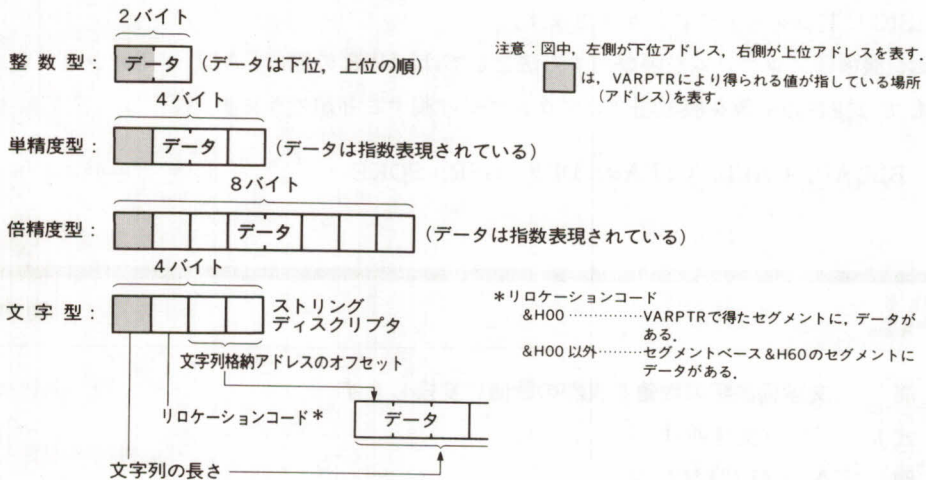 2バイト
整数型： データ （データは下位，上位の順）
注意：図中，左側が下位アドレス，右側が上位アドレスを表す．
は，VARPTRにより得られる値が指している場所
（アドレス）を表す．
4バイト
単精度型： データ （データは指数表現されている）
8バイト
倍精度型： データ （データは指数表現されている）
4バイト
文字型： ストリング
ディスクリプタ
＊リロケーションコード
&H00 …………… VARPTRで得たセグメントに，データが
ある．
&H00 以外……… セグメントベース&H60のセグメントに
データがある．
文字列格納アドレスのオフセット
リロケーションコード＊
データ
文字列の長さ